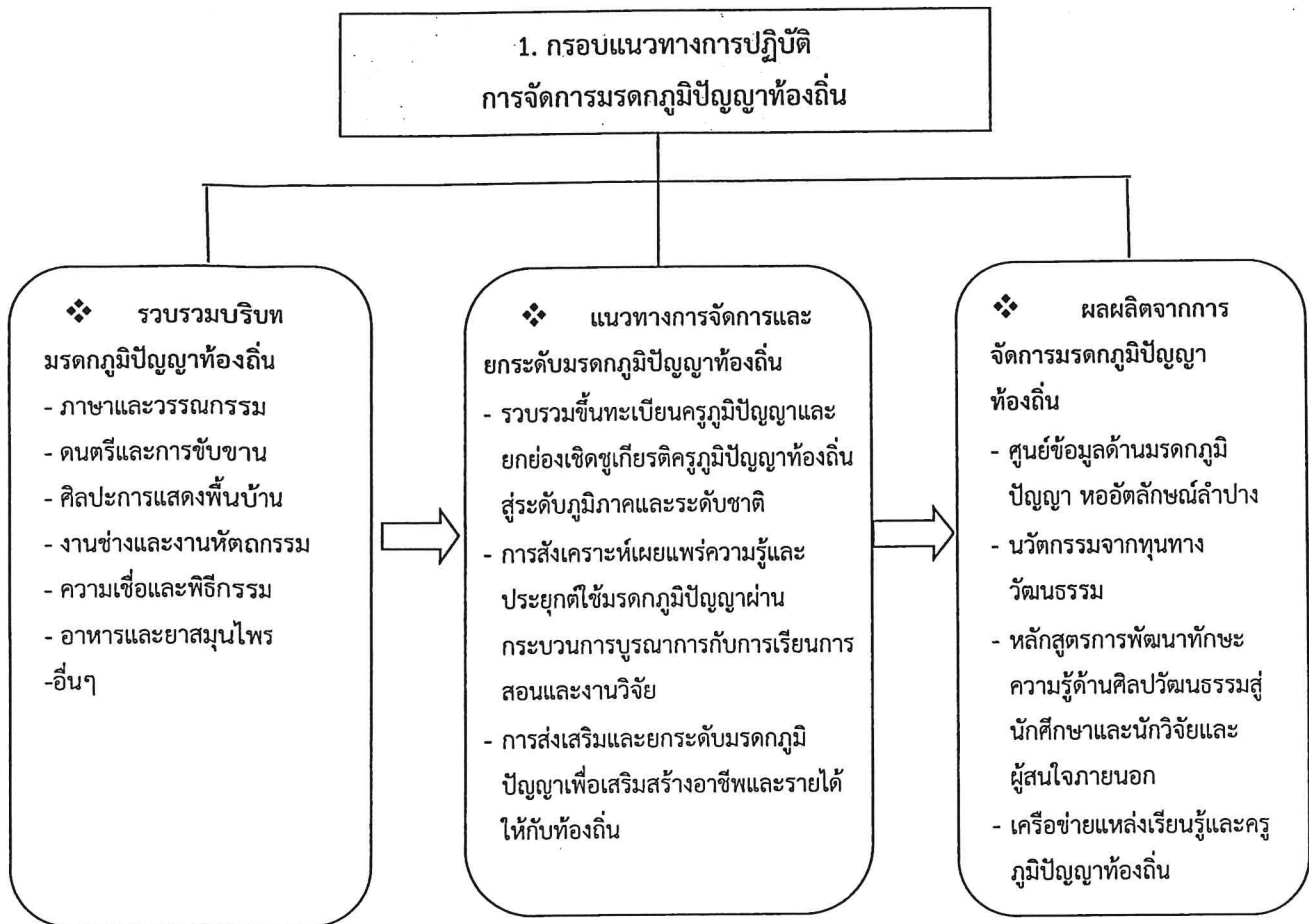 1. กรอบแนวทางการปฏิบัติ
การจัดการมรดกภูมิปัญญาท้องถิ่น
❖ รวบรวมบริบท
มรดกภูมิปัญญาท้องถิ่น
- ภาษาและวรรณกรรม
- ดนตรีและการขับขาน
- ศิลปะการแสดงพื้นบ้าน
- งานช่างและงานหัตถกรรม
- ความเชื่อและพิธีกรรม
- อาหารและยาสมุนไพร
-อื่นๆ
❖ แนวทางการจัดการและ
ยกระดับมรดกภูมิปัญญาท้องถิ่น
- รวบรวมขึ้นทะเบียนครูภูมิปัญญาและ
ยกย่องเชิดชูเกียรติครูภูมิปัญญาท้องถิ่น
สู่ระดับภูมิภาคและระดับชาติ
- การสังเคราะห์เผยแพร่ความรู้และ
ประยุกต์ใช้มรดกภูมิปัญญาผ่าน
กระบวนการบูรณาการกับการเรียนการ
สอนและงานวิจัย
- การส่งเสริมและยกระดับมรดกภูมิ
ปัญญาเพื่อเสริมสร้างอาชีพและรายได้
ให้กับท้องถิ่น
❖ ผลผลิตจากการ
จัดการมรดกภูมิปัญญา
ท้องถิ่น
- ศูนย์ข้อมูลด้านมรดกภูมิ
ปัญญา หออัตลักษณ์ลำปาง
- นวัตกรรมจากทุนทาง
วัฒนธรรม
- หลักสูตรการพัฒนาทักษะ
ความรู้ด้านศิลปวัฒนธรรมสู่
นักศึกษาและนักวิจัยและ
ผู้สนใจภายนอก
- เครือข่ายแหล่งเรียนรู้และครู
ภูมิปัญญาท้องถิ่น